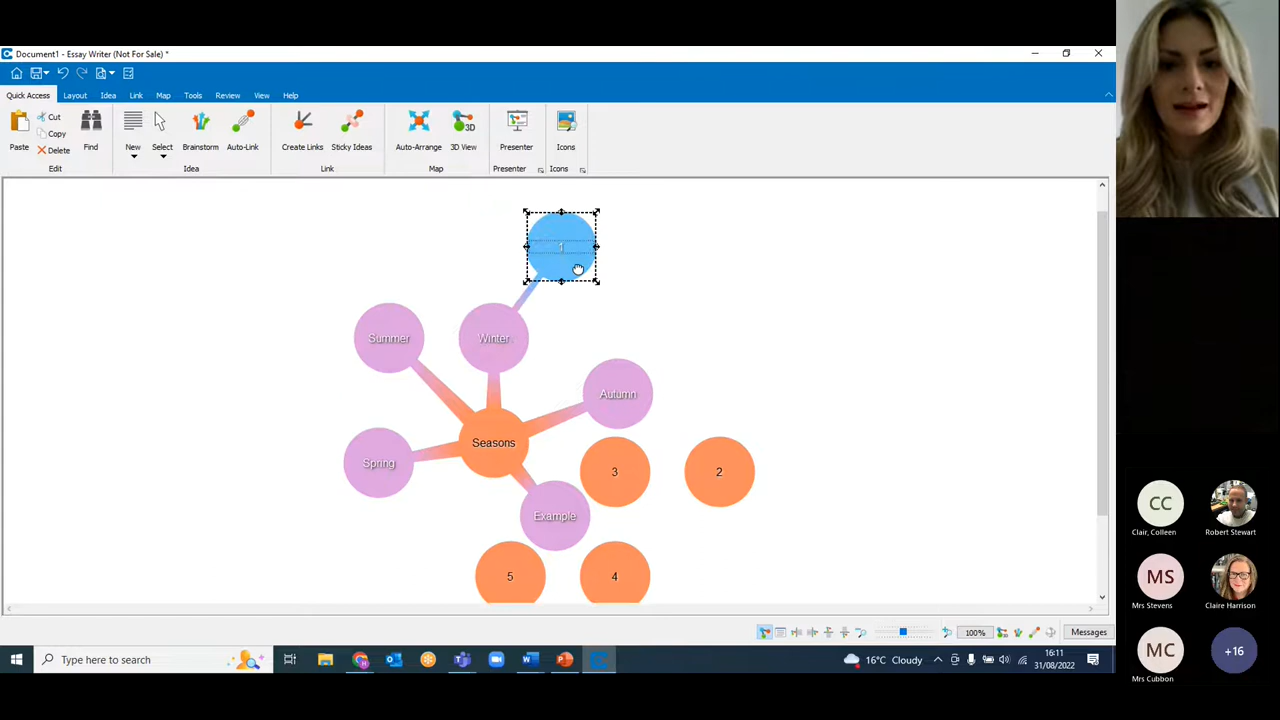 Document1 - Essay Writer (Not For Sale) *
Quick Access Layout Idea Link Map Tools Review View Help
Paste
Cut
Copy
Delete
Find
Edit
New
Select
Brainstorm
Auto-Link
Idea
Create Links
Sticky Ideas
Link
Auto-Arrange
3D
3D View
Map
Presenter
Presenter
Icons
Icons
1
Summer
Winter
Autumn
Seasons
Spring
3
2
Example
5
4
100%
Messages
Type here to search
16°C Cloudy
16:11
31/08/2022
CC
Clair, Colleen
Robert Stewart
MS
Mrs Stevens
Claire Harrison
MC
Mrs Cubbon
+16